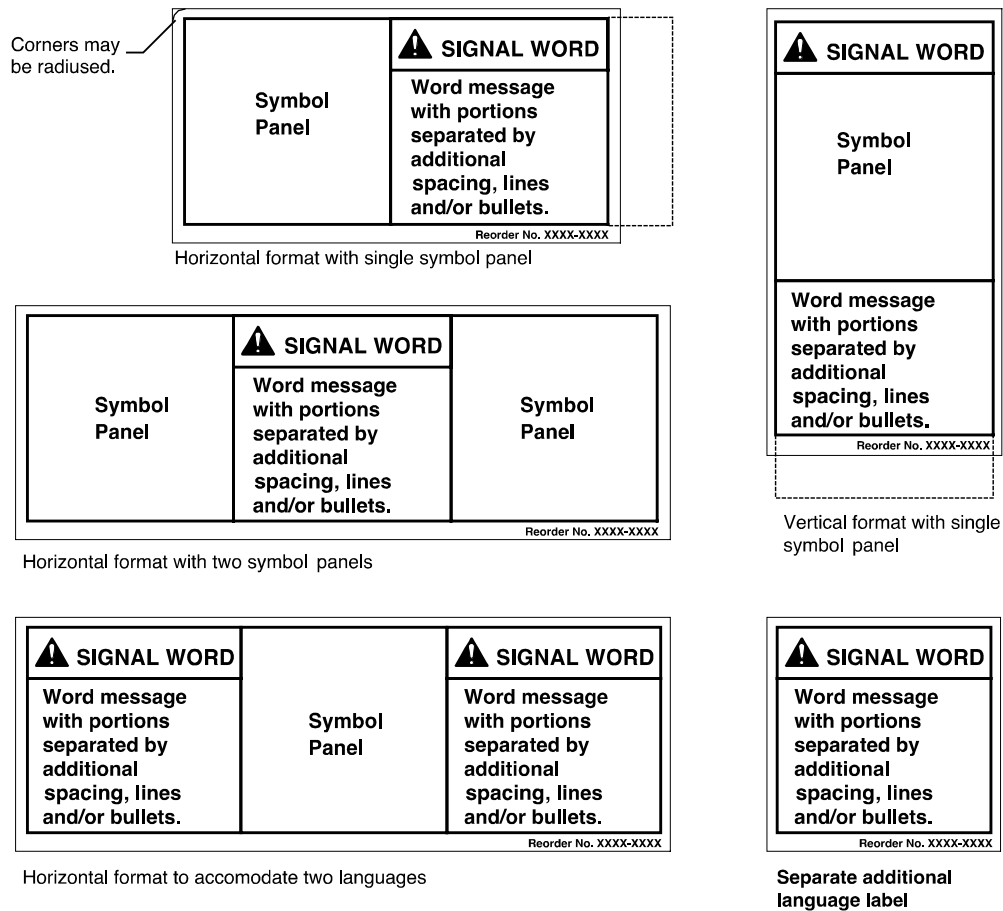 Corners may
be radiused.
Symbol
Panel
SIGNAL WORD
Word message
with portions
separated by
additional
spacing, lines
and/or bullets.
Reorder No. XXXX-XXXX
Horizontal format with single symbol panel
SIGNAL WORD
Symbol
Panel
Word message
with portions
separated by
additional
spacing, lines
and/or bullets.
Reorder No. XXXX-XXXX
Vertical format with single
symbol panel
Symbol
Panel
SIGNAL WORD
Word message
with portions
separated by
additional
spacing, lines
and/or bullets.
Symbol
Panel
Reorder No. XXXX-XXXX
Horizontal format with two symbol panels
SIGNAL WORD
Word message
with portions
separated by
additional
spacing, lines
and/or bullets.
Symbol
Panel
SIGNAL WORD
Word message
with portions
separated by
additional
spacing, lines
and/or bullets.
Reorder No. XXXX-XXXX
Horizontal format to accomodate two languages
SIGNAL WORD
Word message
with portions
separated by
additional
spacing, lines
and/or bullets.
Reorder No. XXXX-XXXX
Separate additional
language label